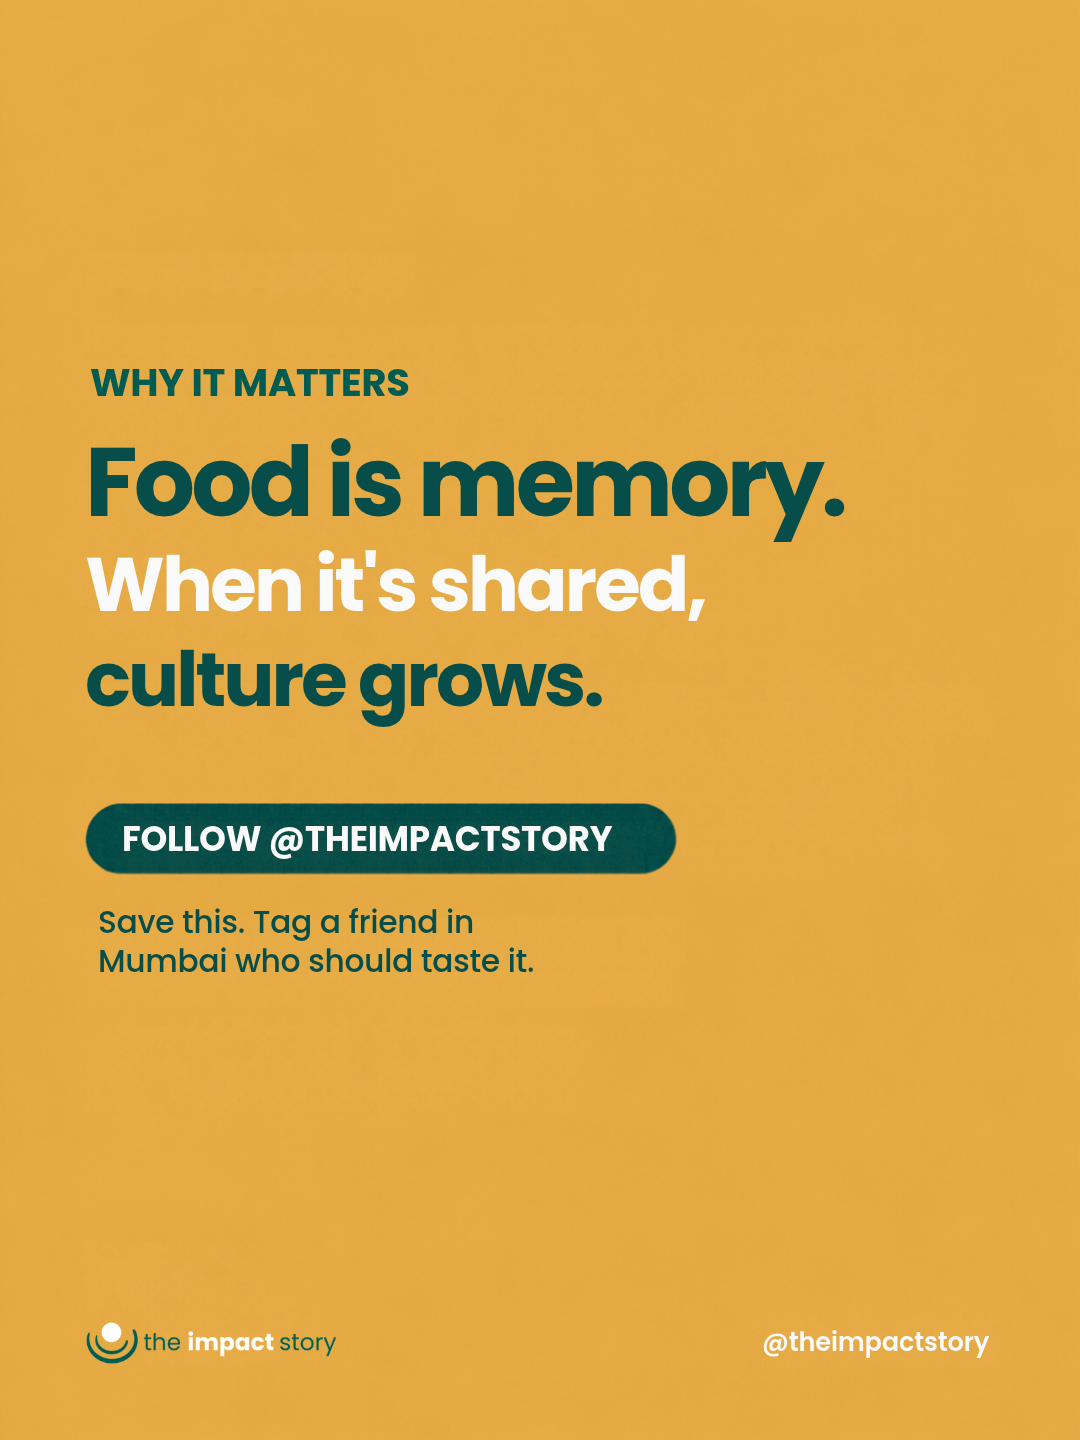 WHY IT MATTERS
Food is memory.
When it's shared,
culture grows.
FOLLOW @THEIMPACTSTORY
Save this. Tag a friend in
Mumbai who should taste it.
the impact story
@theimpactstory